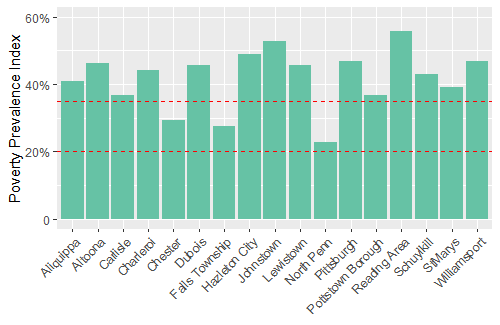 Poverty Prevalence Index
60%
40%
20%
0
Aliquippa
Altoona
Carlisle
Charleroi
Chester
Dubois
Falls Township
Hazleton City
Johnstown
Lewistown
North Penn
Pittsburgh
Pottstown Borough
Reading Area
Schuylkill
StMarys
Williamsport